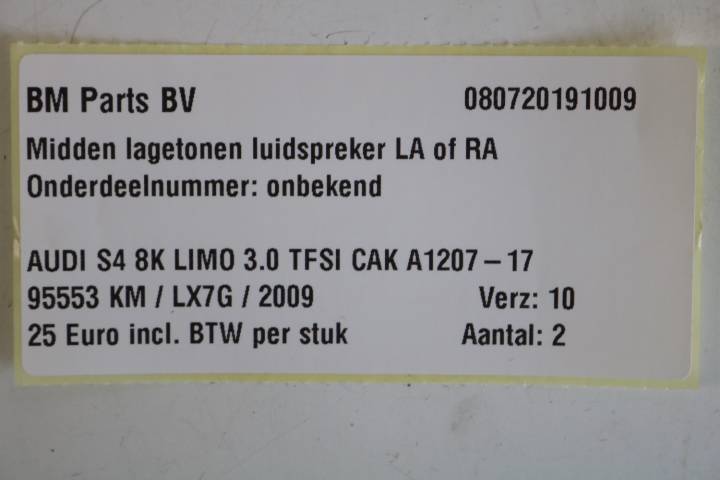 BM Parts BV 080720191009
Midden lagetonen luidspreker LA of RA
Onderdeelnummer: onbekend
AUDI S4 8K LIMO 3.0 TFSI CAK A1207-17
95553 KM / LX7G / 2009 Verz: 10
25 Euro incl. BTW per stuk Aantal: 2